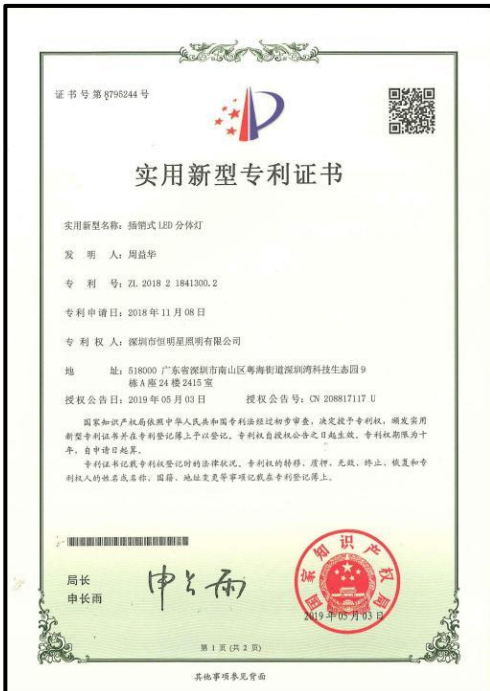 证书号第8795244号
实用新型专利证书
实用新型名称：插销式LED分体灯
发 明 人：周益华
专 利 号：ZL 2018 2 1841300.2
专利申请日：2018年11月08日
专 利 权 人：深圳市恒明星照明有限公司
地 址：518000 广东省深圳市南山区粤海街道深圳湾科技生态园9
栋A座24楼2415室
授权公告日：2019年05月03日 授权公告号：CN 208817117 U
国家知识产权局依照中华人民共和国专利法经过初步审查，决定授予专利权，颁发实用
新型专利证书并在专利登记簿上予以登记。专利权自授权公告之日起生效。专利权期限为十
年，自申请日起算。
专利证书记载专利权登记时的法律状况。专利权的转移、质押、无效、终止、恢复和专
利权人的姓名或名称、国籍、地址变更等事项记载在专利登记簿上。
局长
申长雨
申长雨
国家知识产权局
2019年05月03日
第 1 页 (共 2 页)
其他事项参见背面